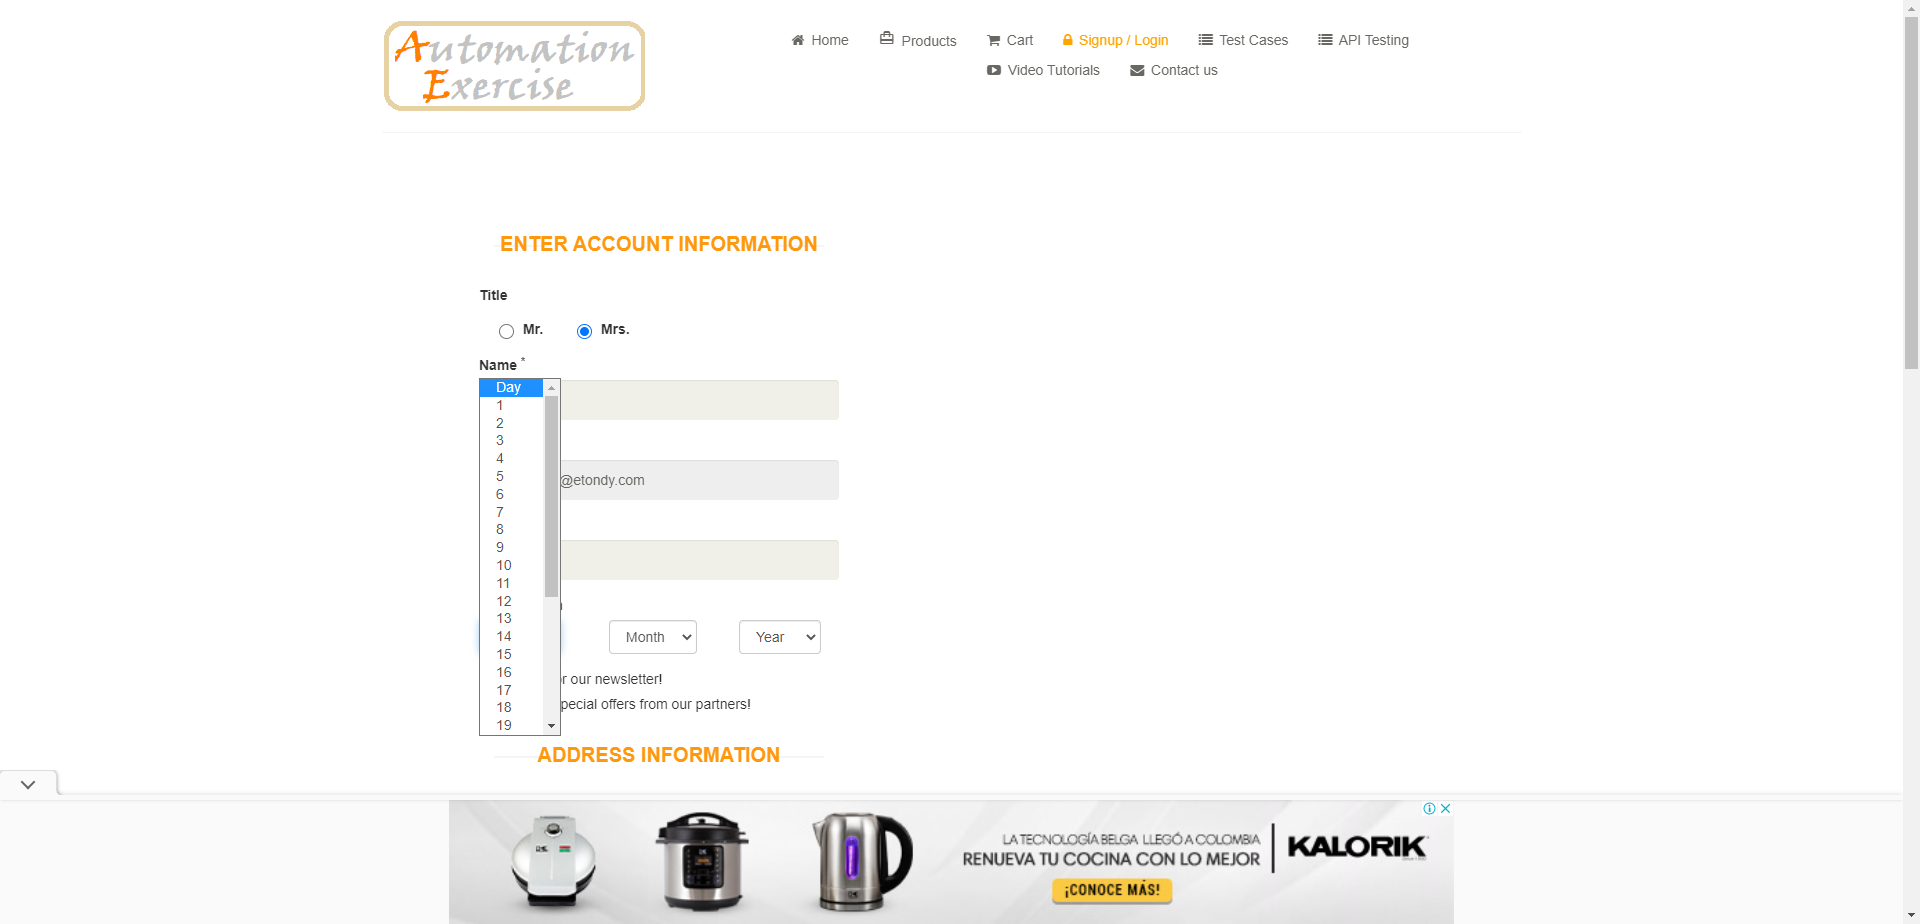 Automation
Exercise
Home
Products
Cart
Signup / Login
Test Cases
API Testing
Video Tutorials
Contact us
ENTER ACCOUNT INFORMATION
Title
Mr.
Mrs.
Name *
Day
1
2
3
4
5
6
7
8
9
10
11
12
13
14
15
16
17
18
19
@etondy.com
Month
Year
our newsletter!
pecial offers from our partners!
ADDRESS INFORMATION
LA TECNOLOGÍA BELGA LLEGÓ A COLOMBIA
RENUEVA TU COCINA CON LO MEJOR
¡CONOCE MÁS!
KALORIK